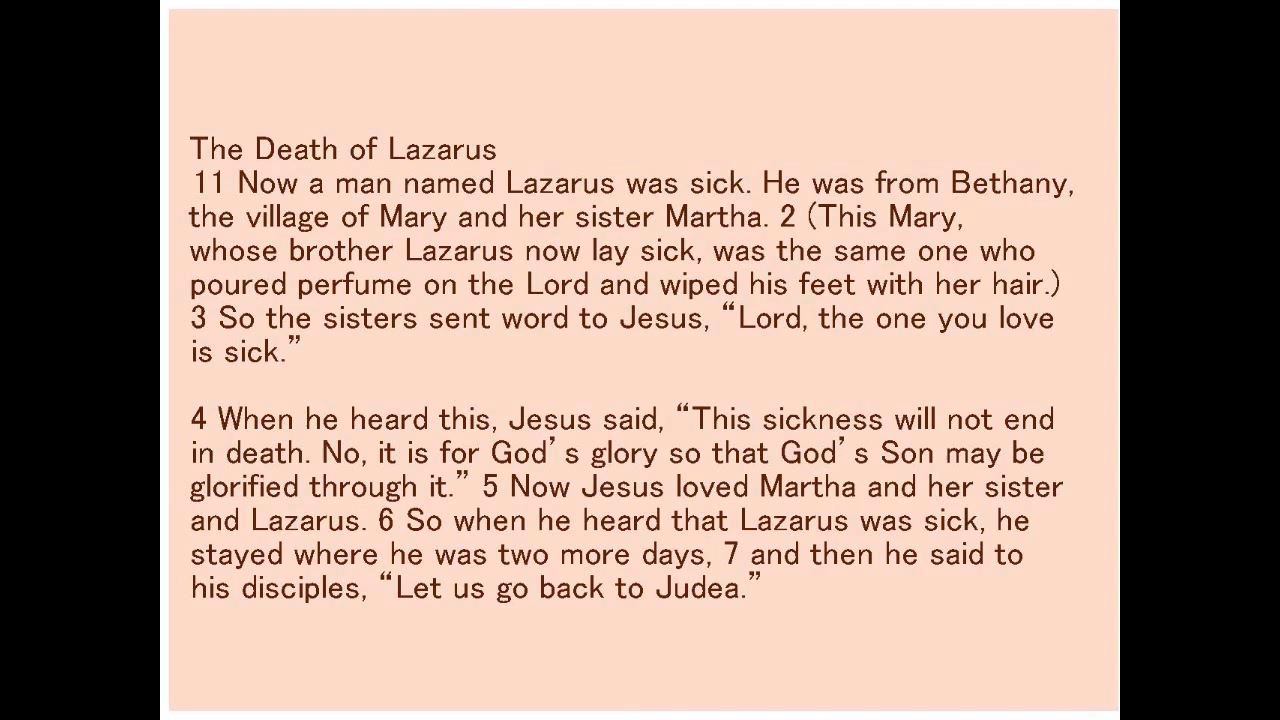 The Death of Lazarus
11 Now a man named Lazarus was sick. He was from Bethany,
the village of Mary and her sister Martha. 2 (This Mary,
whose brother Lazarus now lay sick, was the same one who
poured perfume on the Lord and wiped his feet with her hair.)
3 So the sisters sent word to Jesus, “Lord, the one you love
is sick.”
4 When he heard this, Jesus said, “This sickness will not end
in death. No, it is for God’s glory so that God’s Son may be
glorified through it.” 5 Now Jesus loved Martha and her sister
and Lazarus. 6 So when he heard that Lazarus was sick, he
stayed where he was two more days, 7 and then he said to
his disciples, “Let us go back to Judea.”